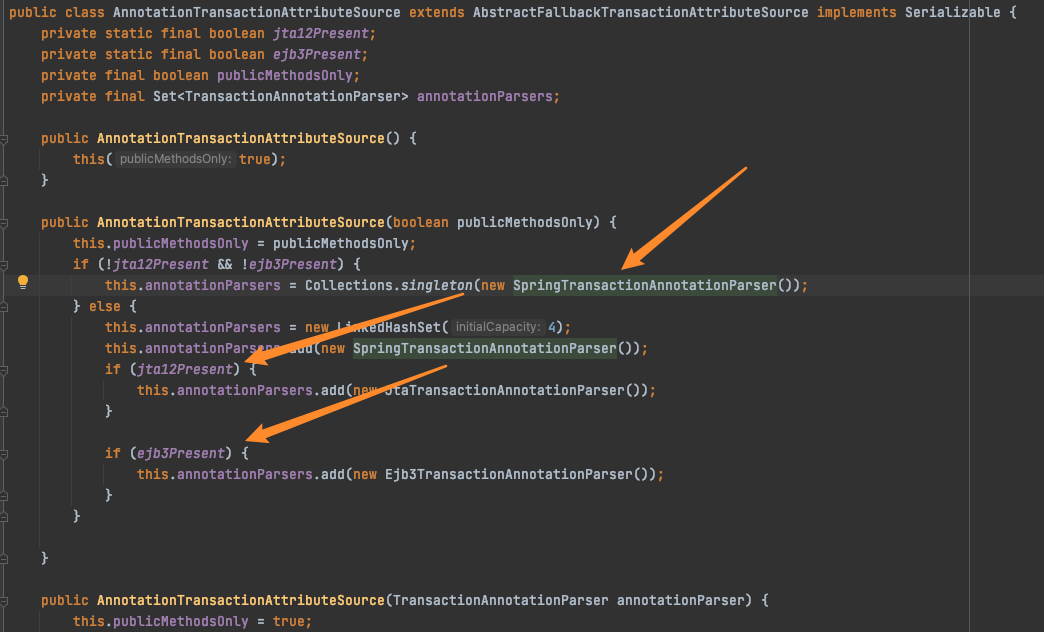 public class AnnotationTransactionAttributeSource extends AbstractFallbackTransactionAttributeSource implements Serializable {
private static final boolean jta12Present;
private static final boolean ejb3Present;
private final boolean publicMethodsOnly;
private final Set<TransactionAnnotationParser> annotationParsers;
public AnnotationTransactionAttributeSource() {
this( publicMethodsOnly: true);
}
public AnnotationTransactionAttributeSource(boolean publicMethodsOnly) {
this.publicMethodsOnly = publicMethodsOnly;
if (!jta12Present && !ejb3Present) {
this.annotationParsers = Collections.singleton(new SpringTransactionAnnotationParser());
} else {
this.annotationParsers = new LinkedHashSet( initialCapacity: 4);
this.annotationParsers.add(new SpringTransactionAnnotationParser());
if (jta12Present) {
this.annotationParsers.add(new JtaTransactionAnnotationParser());
}
if (ejb3Present) {
this.annotationParsers.add(new Ejb3TransactionAnnotationParser());
}
}
}
public AnnotationTransactionAttributeSource(TransactionAnnotationParser annotationParser) {
this.publicMethodsOnly = true;